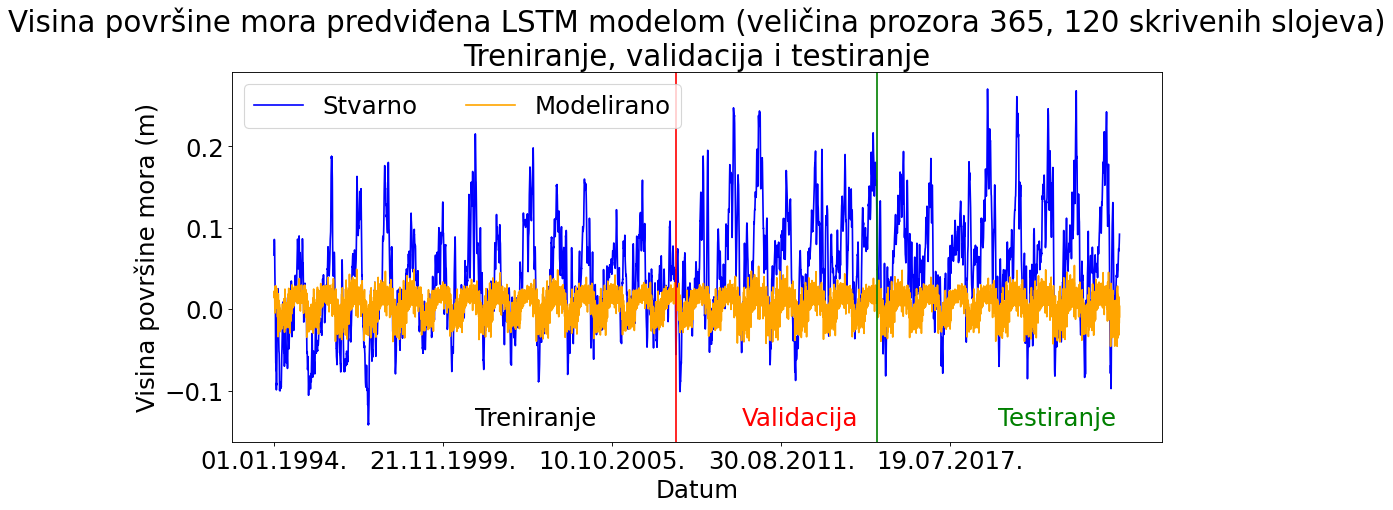 Visina površine mora predviđena LSTM modelom (veličina prozora 365, 120 skrivenih slojeva)
Treniranje, validacija i testiranje
Stvarno
Modelirano
Visina površine mora (m)
0.2
0.1
0.0
−0.1
Treniranje
Validacija
Testiranje
01.01.1994.
21.11.1999.
10.10.2005.
30.08.2011.
19.07.2017.
Datum